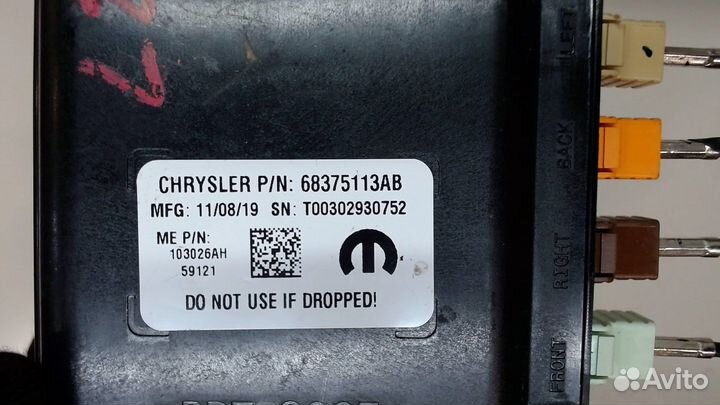 CHRYSLER P/N: 68375113AB
MFG: 11/08/19 SN: T00302930752
ME P/N:
103026AH
59121
DO NOT USE IF DROPPED!
LEFT
BACK
RIGHT
FRONT
Avito